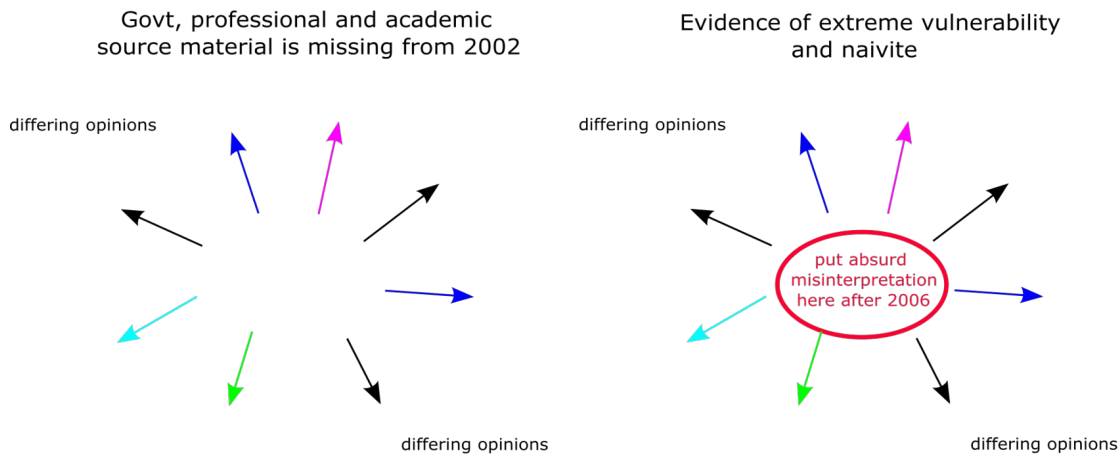 Govt, professional and academic
source material is missing from 2002
differing opinions
differing opinions
Evidence of extreme vulnerability
and naivite
differing opinions
put absurd
misinterpretation
here after 2006
differing opinions